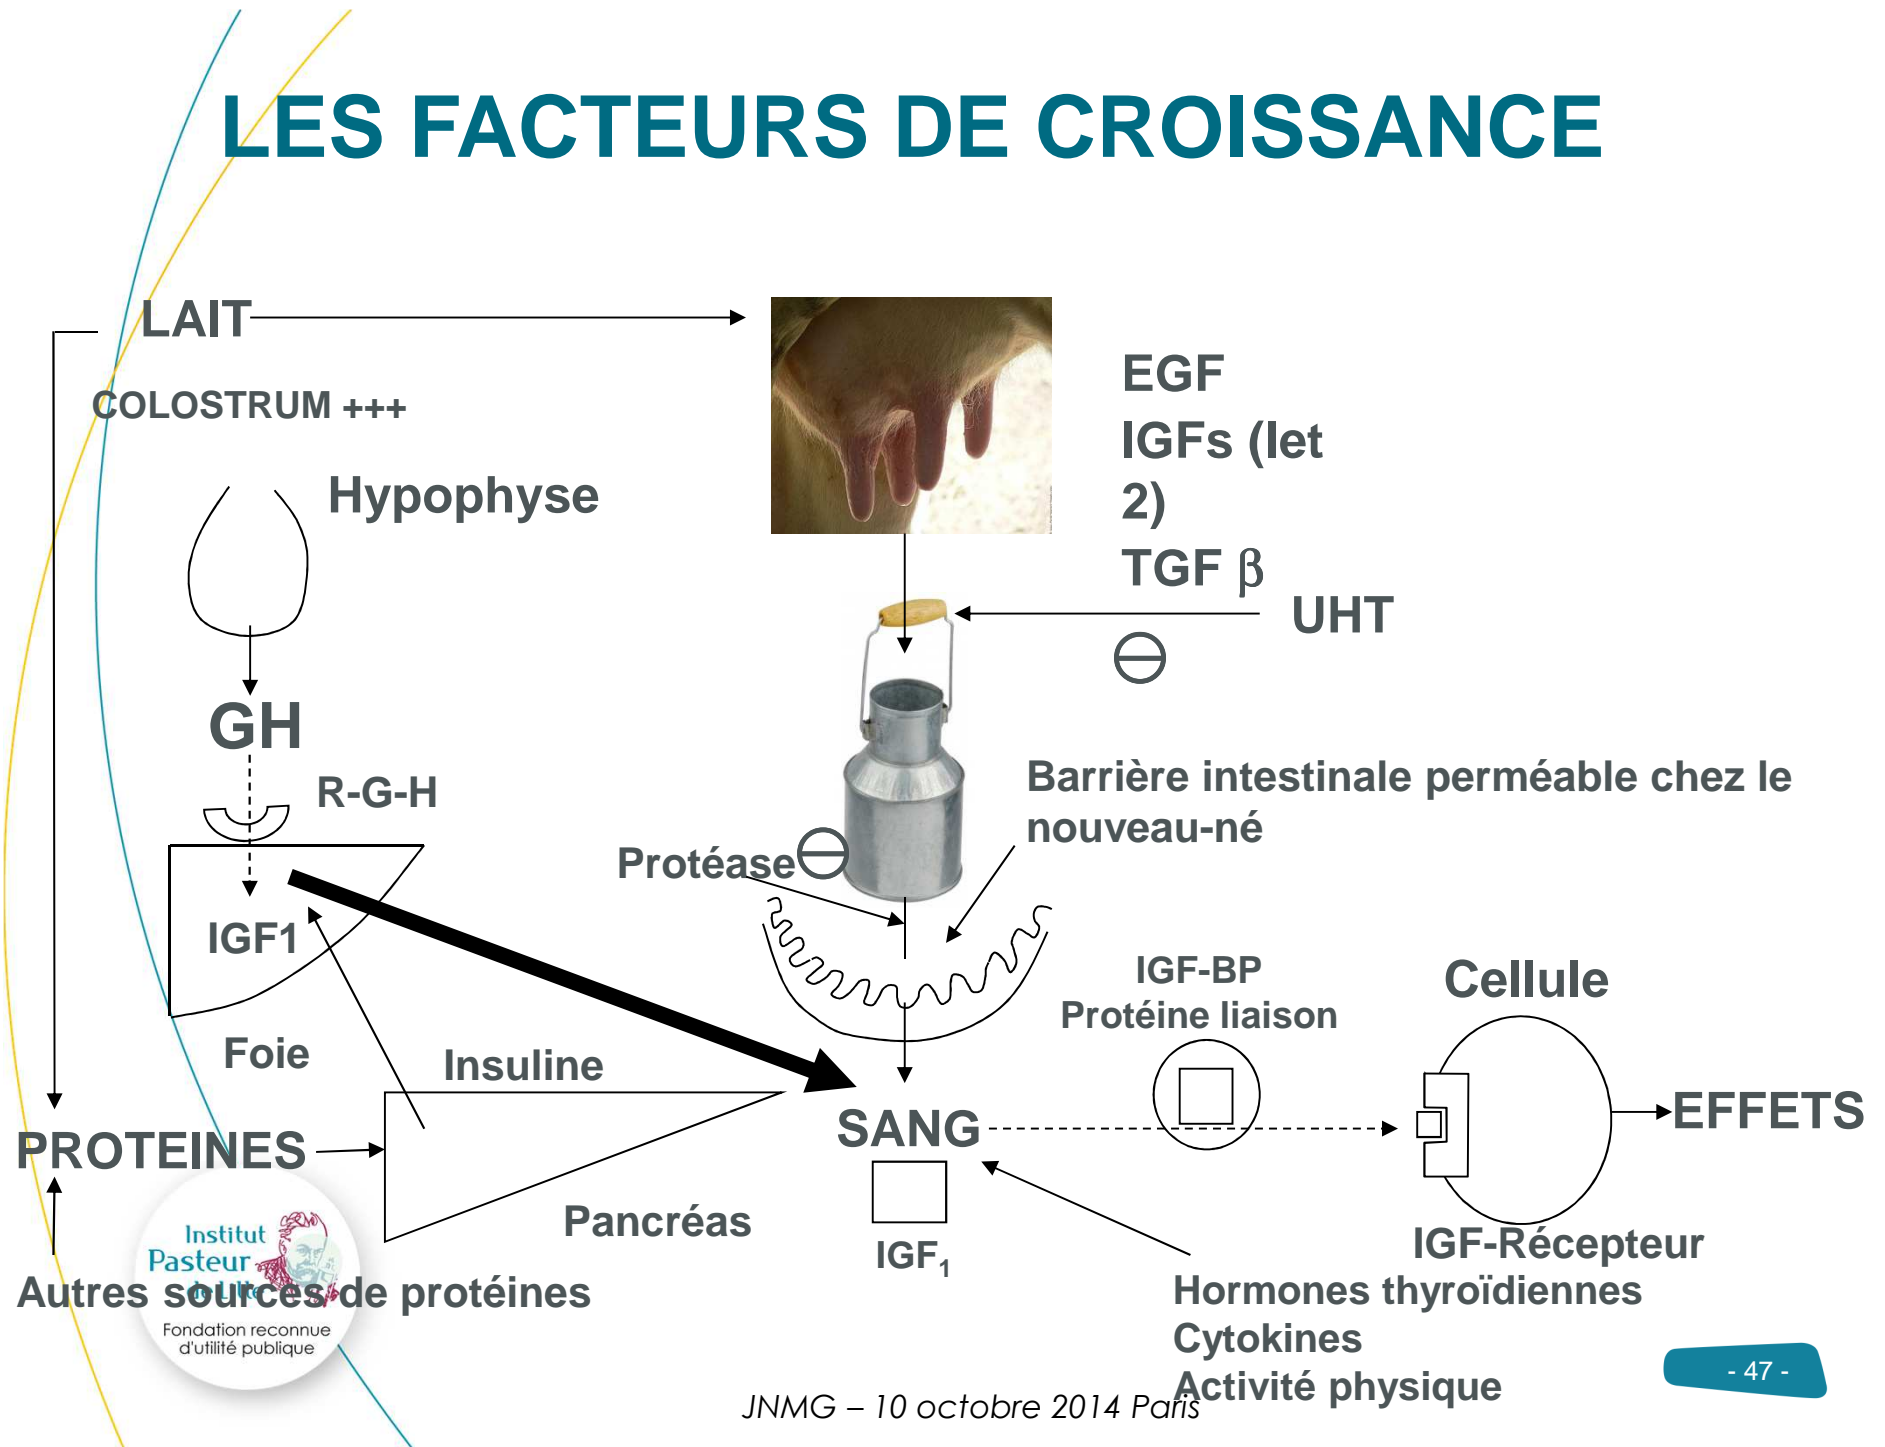 LES FACTEURS DE CROISSANCE
LAIT
COLOSTRUM +++
Hypophyse
EGF
IGFs (Iet
2)
TGF β
UHT
GH
R-G-H
Barrière intestinale perméable chez le
nouveau-né
Protéase
IGF1
IGF-BP
Protéine liaison
Cellule
Foie
Insuline
PROTEINES
SANG
EFFETS
Pancréas
IGF1
IGF-Récepteur
Institut
Pasteur
de Lille
Autres sources de protéines
Fondation reconnue
d'utilité publique
Hormones thyroïdiennes
Cytokines
Activité physique
JNMG – 10 octobre 2014 Paris
- 47 -